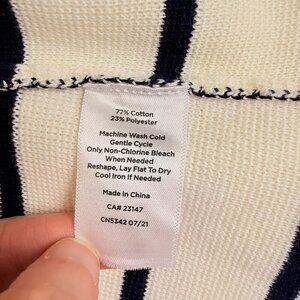 77% Cotton
23% Polyester
Machine Wash Cold
Gentle Cycle
Only Non-Chlorine Bleach
When Needed
Reshape, Lay Flat To Dry
Cool Iron If Needed
Made in China
CA# 23147
CN5342 07/21